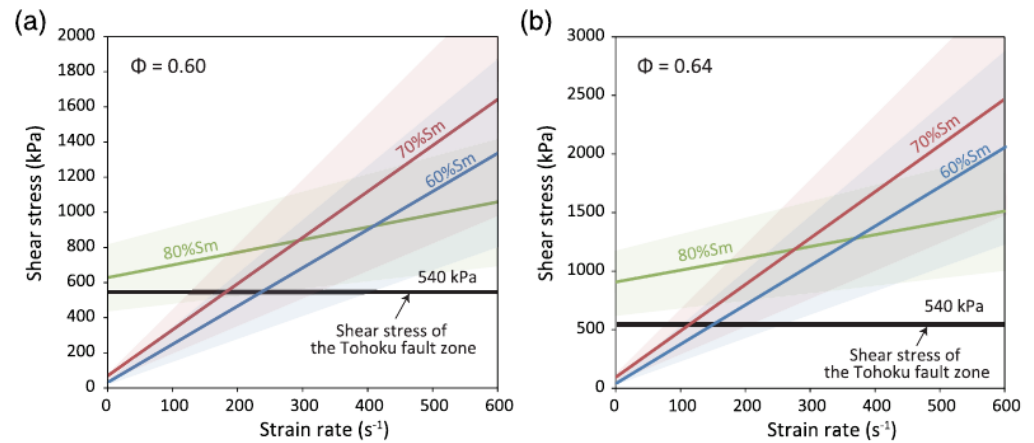 (a)
2000
1800
1600
1400
1200
1000
800
600
400
200
0
Shear stress (kPa)
Φ = 0.60
70%Sm
60%Sm
80%Sm
540 kPa
Shear stress of
the Tohoku fault zone
0 100 200 300 400 500 600
Strain rate (s⁻¹)
(b)
3000
2500
2000
1500
1000
500
0
Shear stress (kPa)
Φ = 0.64
70%Sm
60%Sm
80%Sm
540 kPa
Shear stress of
the Tohoku fault zone
0 100 200 300 400 500 600
Strain rate (s⁻¹)